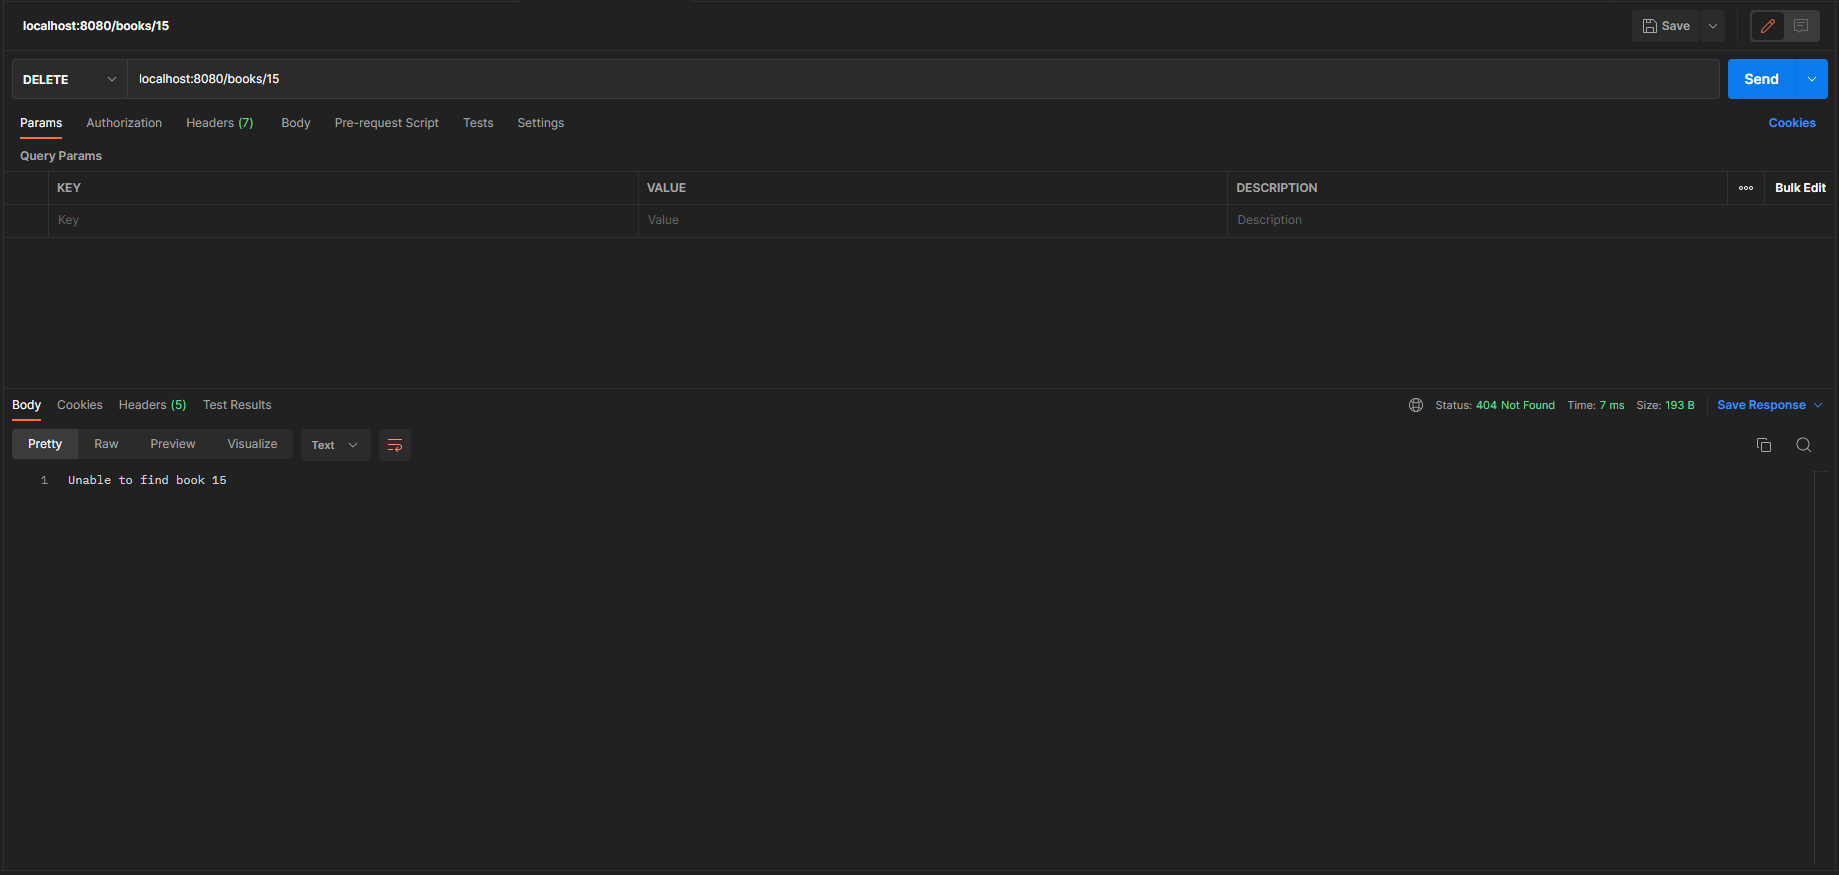 localhost:8080/books/15
Save
DELETE
localhost:8080/books/15
Send
Params Authorization Headers (7) Body Pre-request Script Tests Settings Cookies
Query Params
KEY VALUE DESCRIPTION Bulk Edit
Key Value Description
Body Cookies Headers (5) Test Results Status: 404 Not Found Time: 7 ms Size: 193 B Save Response
Pretty Raw Preview Visualize Text
1 Unable to find book 15